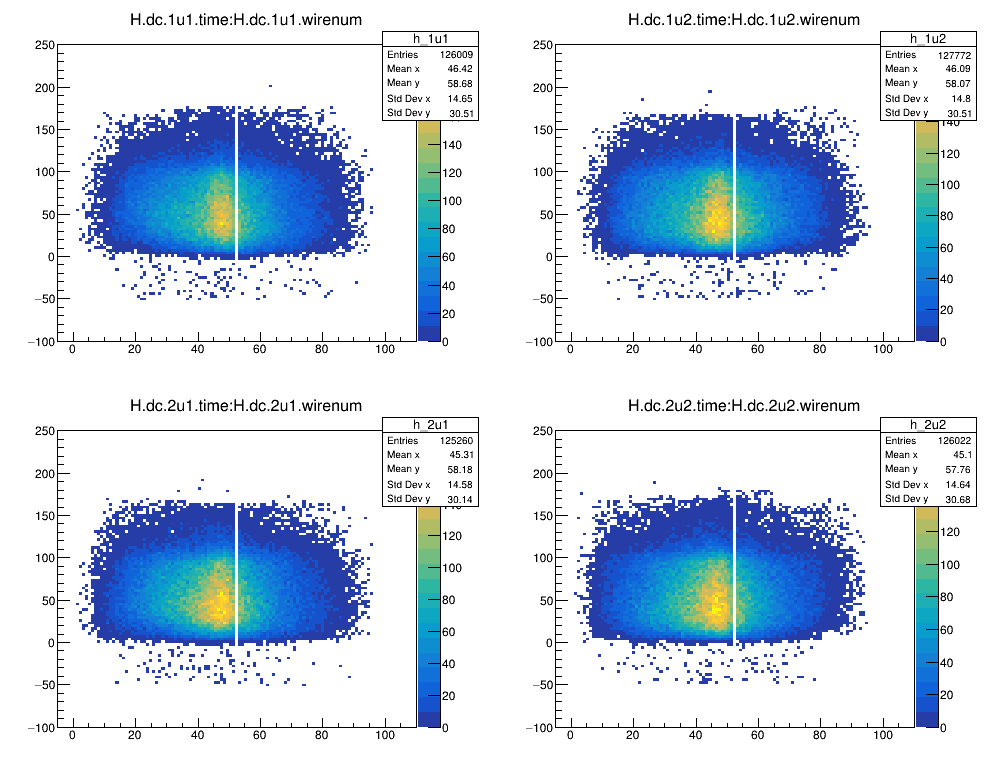 H.dc.1u1.time:H.dc.1u1.wirenum
h_1u1
Entries 126009
Mean x 46.42
Mean y 58.68
Std Dev x 14.65
Std Dev y 30.51
250
200
150
100
50
0
−50
−100
0 20 40 60 80 100
140
120
100
80
60
40
20
0
H.dc.1u2.time:H.dc.1u2.wirenum
h_1u2
Entries 127772
Mean x 46.09
Mean y 58.07
Std Dev x 14.8
Std Dev y 30.51
250
200
150
100
50
0
−50
−100
0 20 40 60 80 100
140
120
100
80
60
40
20
0
H.dc.2u1.time:H.dc.2u1.wirenum
h_2u1
Entries 125260
Mean x 45.31
Mean y 58.18
Std Dev x 14.58
Std Dev y 30.14
250
200
150
100
50
0
−50
−100
0 20 40 60 80 100
140
120
100
80
60
40
20
0
H.dc.2u2.time:H.dc.2u2.wirenum
h_2u2
Entries 126022
Mean x 45.1
Mean y 57.76
Std Dev x 14.64
Std Dev y 30.68
250
200
150
100
50
0
−50
−100
0 20 40 60 80 100
120
100
80
60
40
20
0